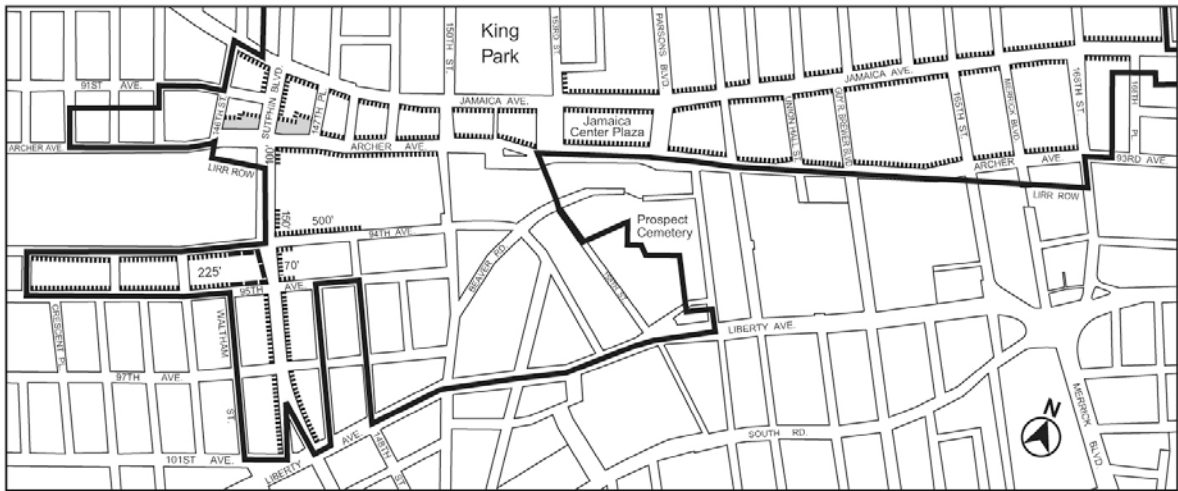 King
Park
150TH ST.
153RD ST.
PARSONS BLVD.
91ST AVE.
SUTPHIN BLVD.
146TH ST.
147TH PL.
JAMAICA AVE.
JAMAICA AVE.
168TH ST.
168TH
PL.
Jamaica
Center Plaza
UNION HALL ST.
GUY R. BREWER BLVD.
165TH ST.
MERRICK BLVD.
ARCHER AVE.
ARCHER AVE.
ARCHER AVE.
93RD AVE.
100'
LIRR ROW
LIRR ROW
150'
500'
94TH AVE.
Prospect
Cemetery
BEAVER RD.
225'
70'
95TH AVE.
CRESCENT PL.
WALTHAM
ST.
LIBERTY AVE.
97TH AVE.
MERRICK BLVD.
N
SOUTH RD.
148TH ST.
101ST AVE.
LIBERTY AVE.